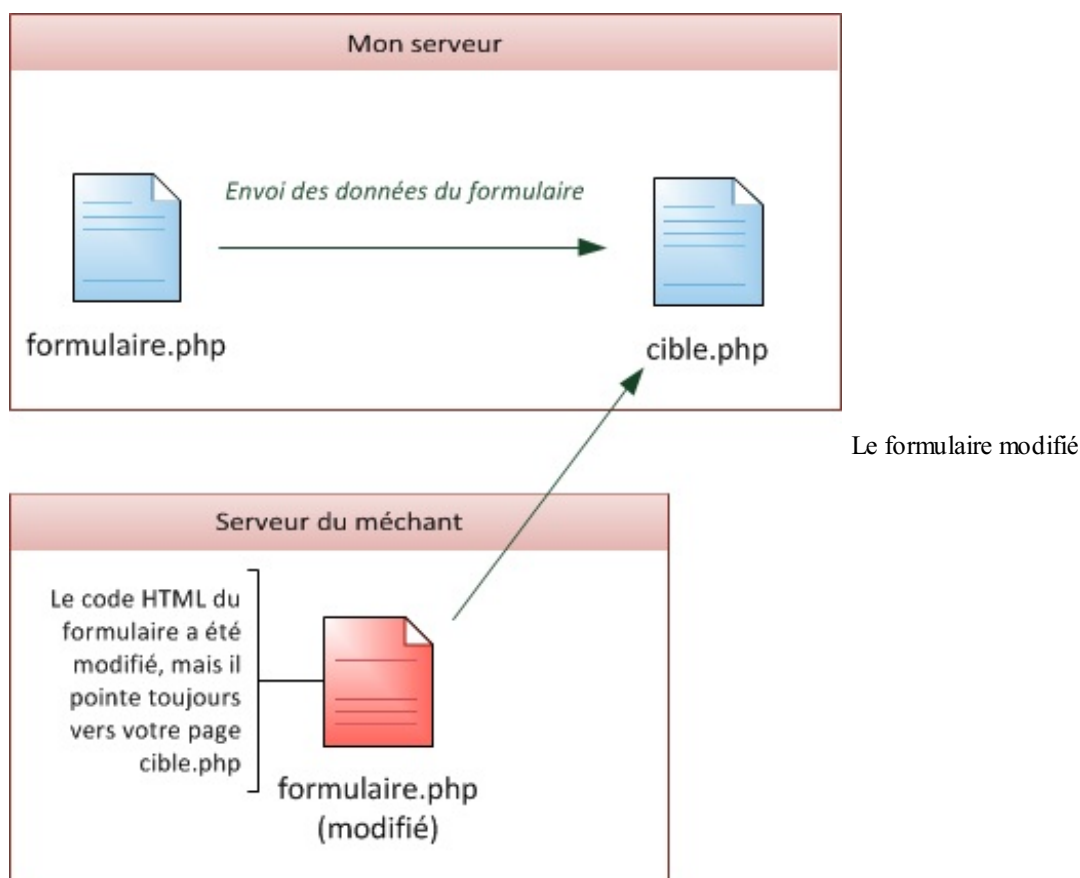 Mon serveur
Envoi des données du formulaire
formulaire.php
cible.php
Le formulaire modifié
Serveur du méchant
Le code HTML du
formulaire a été
modifié, mais il
pointe toujours
vers votre page
cible.php
formulaire.php
(modifié)